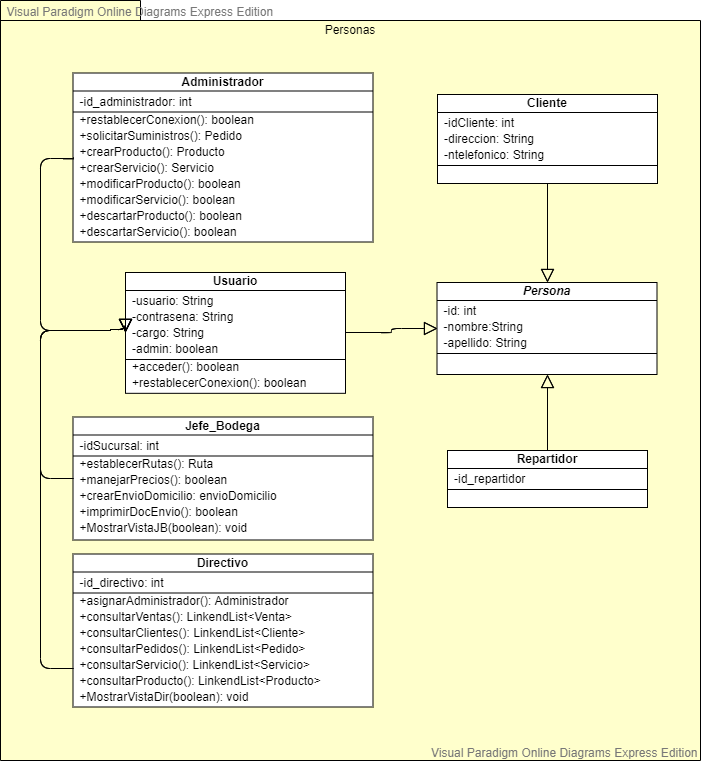 Visual Paradigm Online Diagrams Express Edition
Personas
Administrador
-id_administrador: int
+restablecerConexion(): boolean
+solicitarSuministros(): Pedido
+crearProducto(): Producto
+crearServicio(): Servicio
+modificarProducto(): boolean
+modificarServicio(): boolean
+descartarProducto(): boolean
+descartarServicio(): boolean
Cliente
-idCliente: int
-direccion: String
-ntelefonico: String
Usuario
-usuario: String
-contrasena: String
-cargo: String
-admin: boolean
+acceder(): boolean
+restablecerConexion(): boolean
Persona
-id: int
-nombre:String
-apellido: String
Jefe_Bodega
-idSucursal: int
+establecerRutas(): Ruta
+manejarPrecios(): boolean
+crearEnvioDomicilio: envioDomicilio
+imprimirDocEnvio(): boolean
+MostrarVistaJB(boolean): void
Repartidor
-id_repartidor
Directivo
-id_directivo: int
+asignarAdministrador(): Administrador
+consultarVentas(): LinkendList<Venta>
+consultarClientes(): LinkendList<Cliente>
+consultarPedidos(): LinkendList<Pedido>
+consultarServicio(): LinkendList<Servicio>
+consultarProducto(): LinkendList<Producto>
+MostrarVistaDir(boolean): void
Visual Paradigm Online Diagrams Express Edition